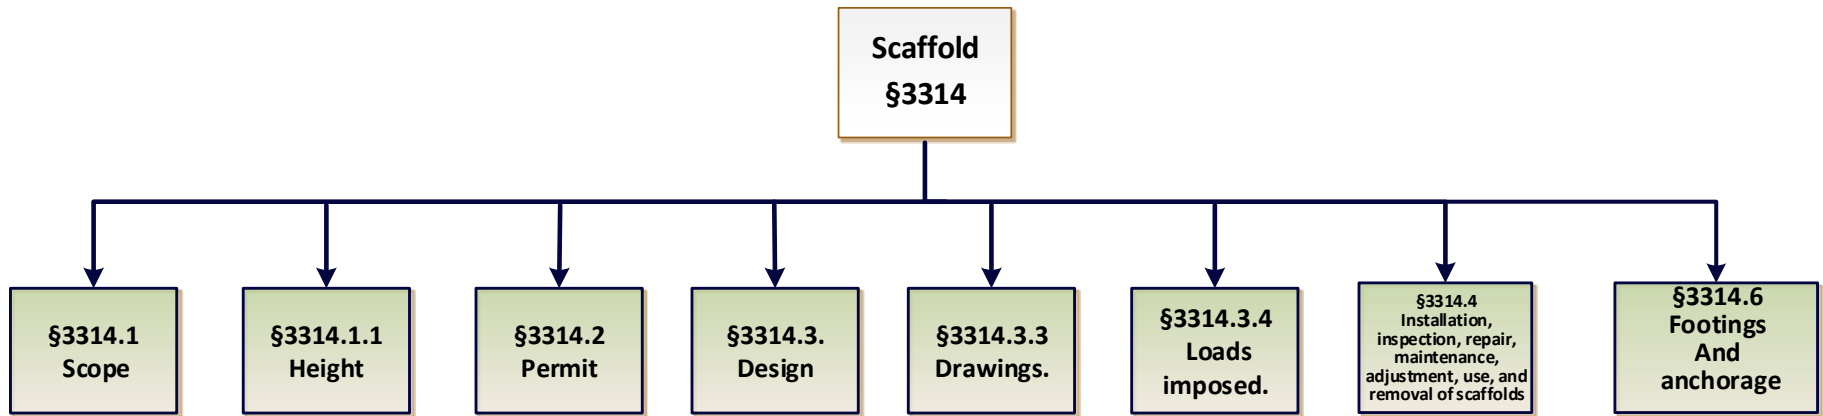 Scaffold
§3314
§3314.1
Scope
§3314.1.1
Height
§3314.2
Permit
§3314.3.
Design
§3314.3.3
Drawings.
§3314.3.4
Loads
imposed.
§3314.4
Installation,
inspection, repair,
maintenance,
adjustment, use, and
removal of scaffolds
§3314.6
Footings
And
anchorage